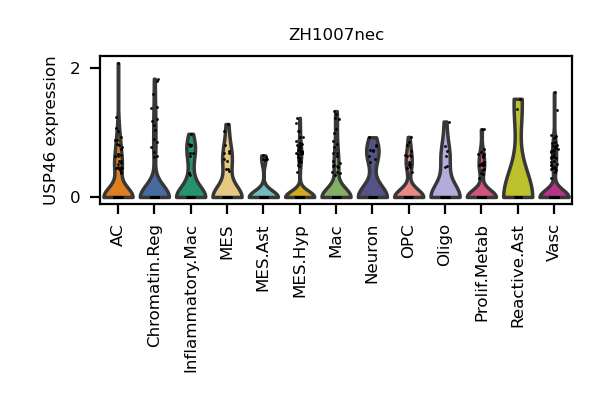 ZH1007nec
USP46 expression
2
0
AC
Chromatin.Reg
Inflammatory.Mac
MES
MES.Ast
MES.Hyp
Mac
Neuron
OPC
Oligo
Prolif.Metab
Reactive.Ast
Vasc